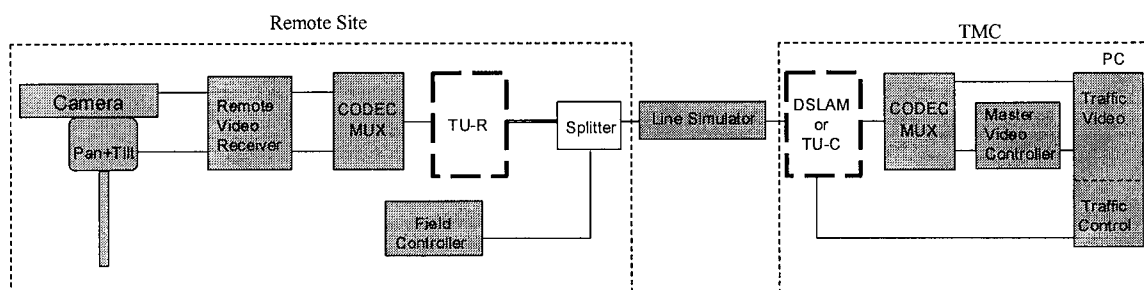 Remote Site
Camera
Pan+Tilt
Remote
Video
Receiver
CODEC
MUX
TU-R
Splitter
Field
Controller
Line Simulator
TMC
DSLAM
or
TU-C
CODEC
MUX
Master
Video
Controller
PC
Traffic
Video
Traffic
Control